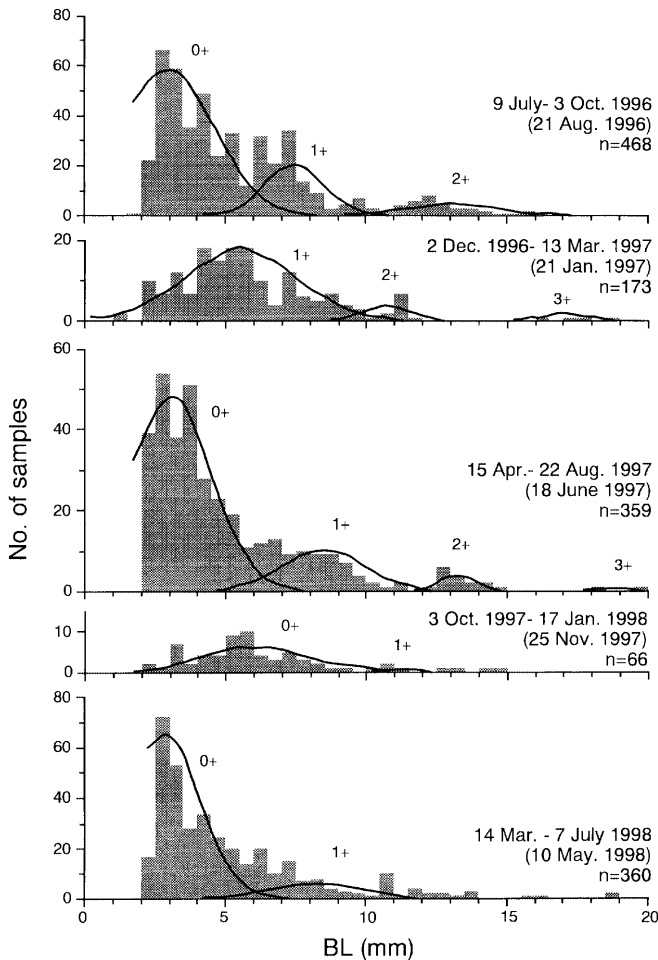 80
60
40
20
0
0+
1+
2+
9 July- 3 Oct. 1996
(21 Aug. 1996)
n=468
20
10
0
1+
2+
3+
2 Dec. 1996- 13 Mar. 1997
(21 Jan. 1997)
n=173
No. of samples
60
40
20
0
0+
1+
2+
3+
15 Apr.- 22 Aug. 1997
(18 June 1997)
n=359
10
0
0+
1+
3 Oct. 1997- 17 Jan. 1998
(25 Nov. 1997)
n=66
80
60
40
20
0
0+
1+
14 Mar. - 7 July 1998
(10 May. 1998)
n=360
0 5 10 15 20
BL (mm)